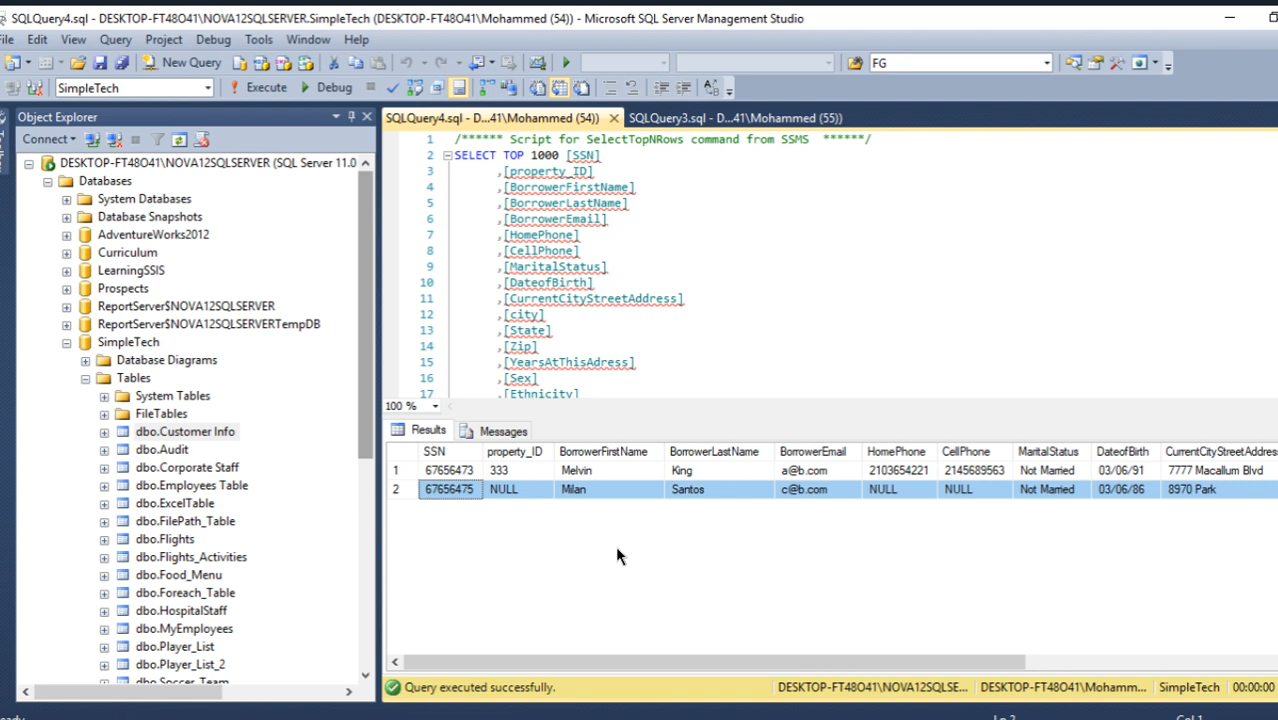 SQLQuery4.sql - DESKTOP-FT48O41\NOVA12SQLSERVER.SimpleTech (DESKTOP-FT48O41\Mohammed (54)) - Microsoft SQL Server Management Studio
File Edit View Query Project Debug Tools Window Help
New Query FG
SimpleTech Execute Debug
Object Explorer
SQLQuery4.sql - D...41\Mohammed (54)) SQLQuery3.sql - D...41\Mohammed (55))
Connect
DESKTOP-FT48O41\NOVA12SQLSERVER (SQL Server 11.0
Databases
System Databases
Database Snapshots
AdventureWorks2012
Curriculum
LearningSSIS
Prospects
ReportServer$NOVA12SQLSERVER
ReportServer$NOVA12SQLSERVERTempDB
SimpleTech
Database Diagrams
Tables
System Tables
FileTables
dbo.Customer Info
dbo.Audit
dbo.Corporate Staff
dbo.Employees Table
dbo.ExcelTable
dbo.FilePath_Table
dbo.Flights
dbo.Flights_Activities
dbo.Food_Menu
dbo.Foreach_Table
dbo.HospitalStaff
dbo.MyEmployees
dbo.Player_List
dbo.Player_List_2
dbo.Soccer_Team
1 /****** Script for SelectTopNRows command from SSMS ******/
2 SELECT TOP 1000 [SSN]
3 ,[property_ID]
4 ,[BorrowerFirstName]
5 ,[BorrowerLastName]
6 ,[BorrowerEmail]
7 ,[HomePhone]
8 ,[CellPhone]
9 ,[MaritalStatus]
10 ,[DateofBirth]
11 ,[CurrentCityStreetAddress]
12 ,[city]
13 ,[State]
14 ,[Zip]
15 ,[YearsAtThisAdress]
16 ,[Sex]
17 ,[Ethnicity]
100 %
Results Messages
SSN property_ID BorrowerFirstName BorrowerLastName BorrowerEmail HomePhone CellPhone MaritalStatus DateofBirth CurrentCityStreetAddress
1 67656473 333 Melvin King a@b.com 2103654221 2145689563 Not Married 03/06/91 7777 Macallum Blvd
2 67656475 NULL Milan Santos c@b.com NULL NULL Not Married 03/06/86 8970 Park
Query executed successfully. DESKTOP-FT48O41\NOVA12SQLSE... DESKTOP-FT48O41\Mohamm... SimpleTech 00:00:00